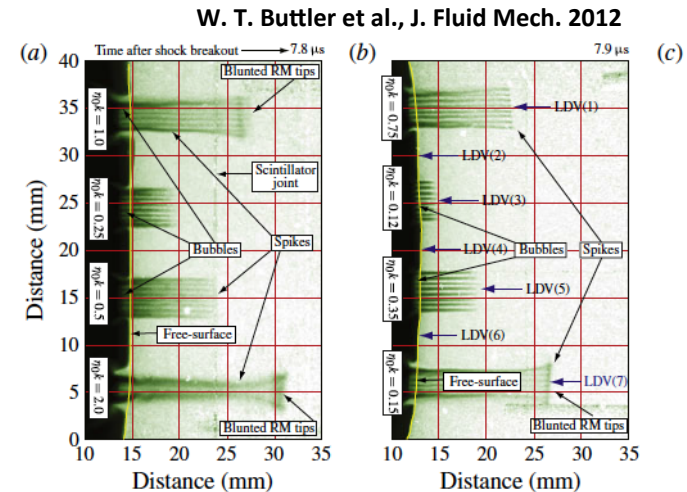 W. T. Buttler et al., J. Fluid Mech. 2012
(a)
Time after shock breakout 7.8 μs
(b)
7.9 μs
(c)
Distance (mm)
40
35
30
25
20
15
10
5
0
η0k = 1.0
η0k = 0.25
η0k = 0.5
η0k = 2.0
Blunted RM tips
Scintillator
joint
Spikes
Bubbles
Free-surface
Blunted RM tips
10 15 20 25 30 35
Distance (mm)
η0k = 0.75
η0k = 0.12
η0k = 0.35
η0k = 0.15
LDV(1)
LDV(2)
LDV(3)
LDV(4)
Bubbles
Spikes
LDV(5)
LDV(6)
Free-surface
LDV(7)
Blunted RM tips
10 15 20 25 30 35
Distance (mm)